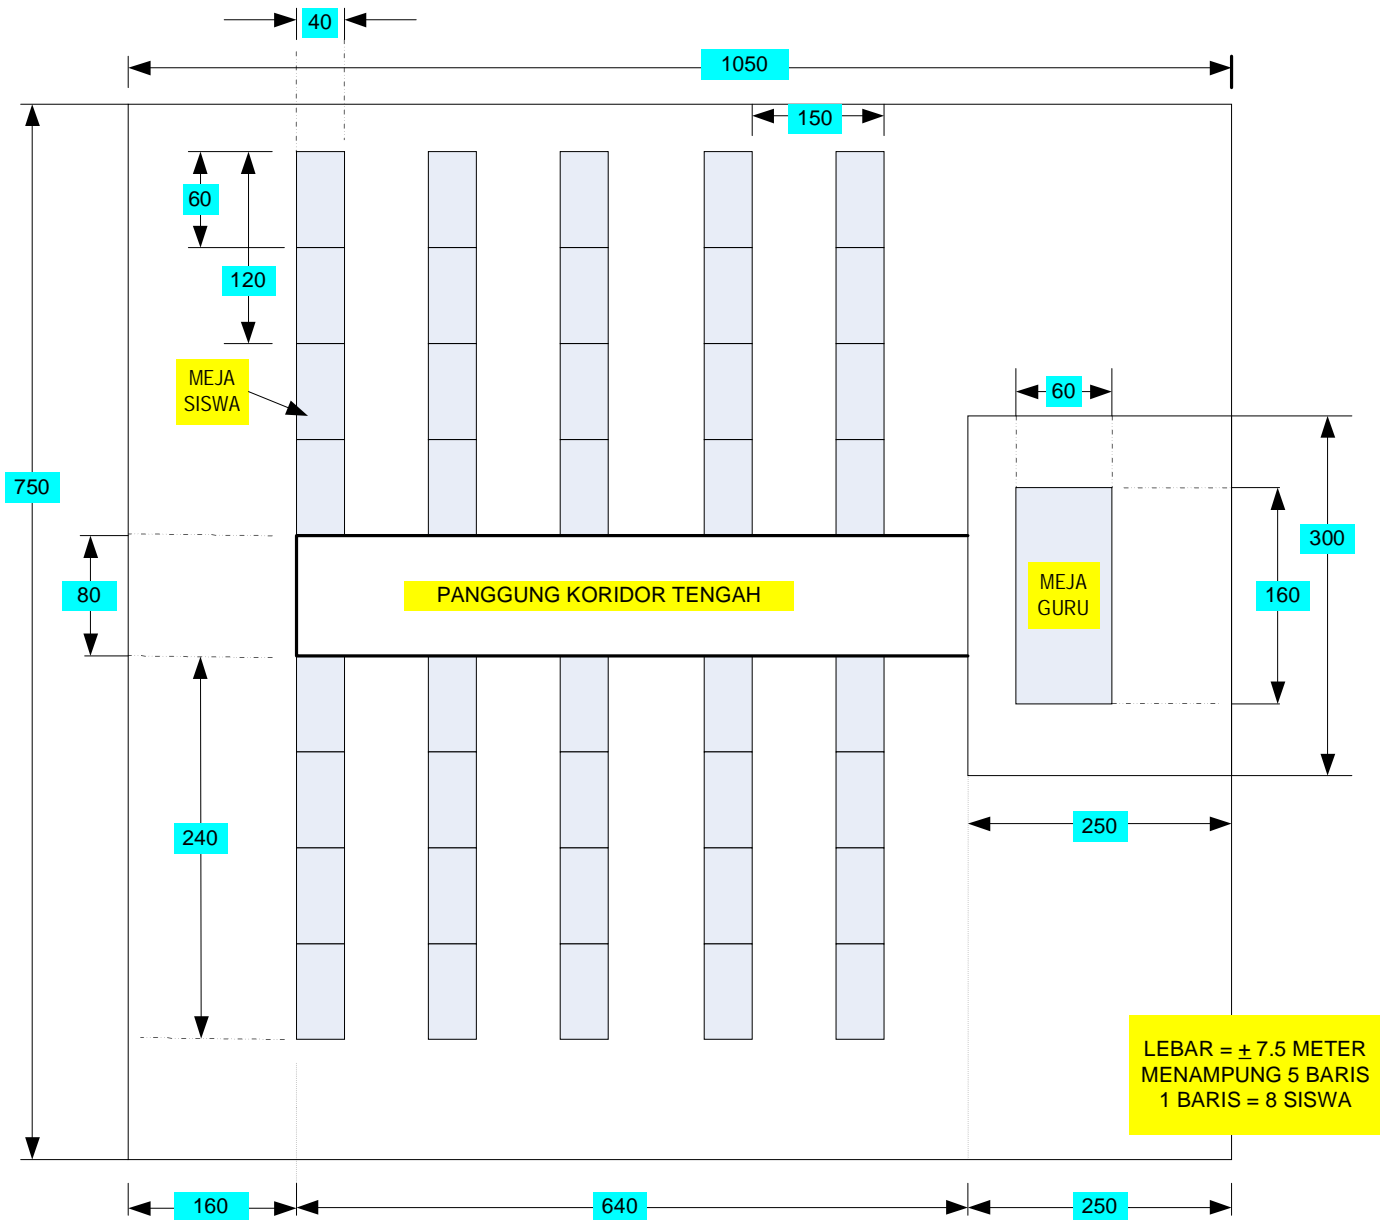 40
1050
150
60
120
MEJA
SISWA
60
750
300
80
PANGGUNG KORIDOR TENGAH
MEJA
GURU
160
240
250
LEBAR = ± 7.5 METER
MENAMPUNG 5 BARIS
1 BARIS = 8 SISWA
160
640
250